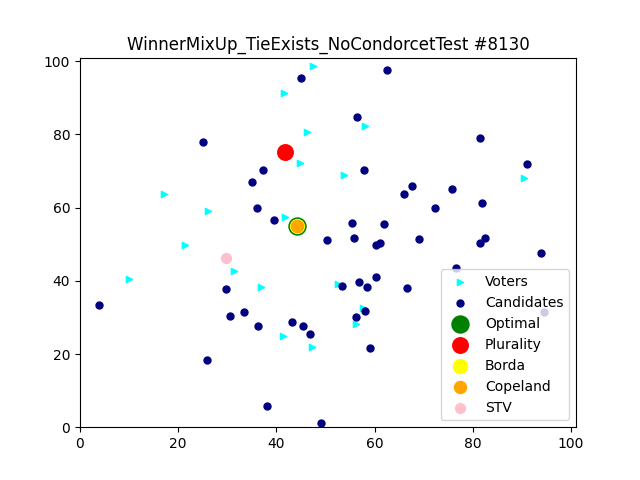 WinnerMixUp_TieExists_NoCondorcetTest #8130
100
80
60
40
20
0
0
20
40
60
80
100
Voters
Candidates
Optimal
Plurality
Borda
Copeland
STV